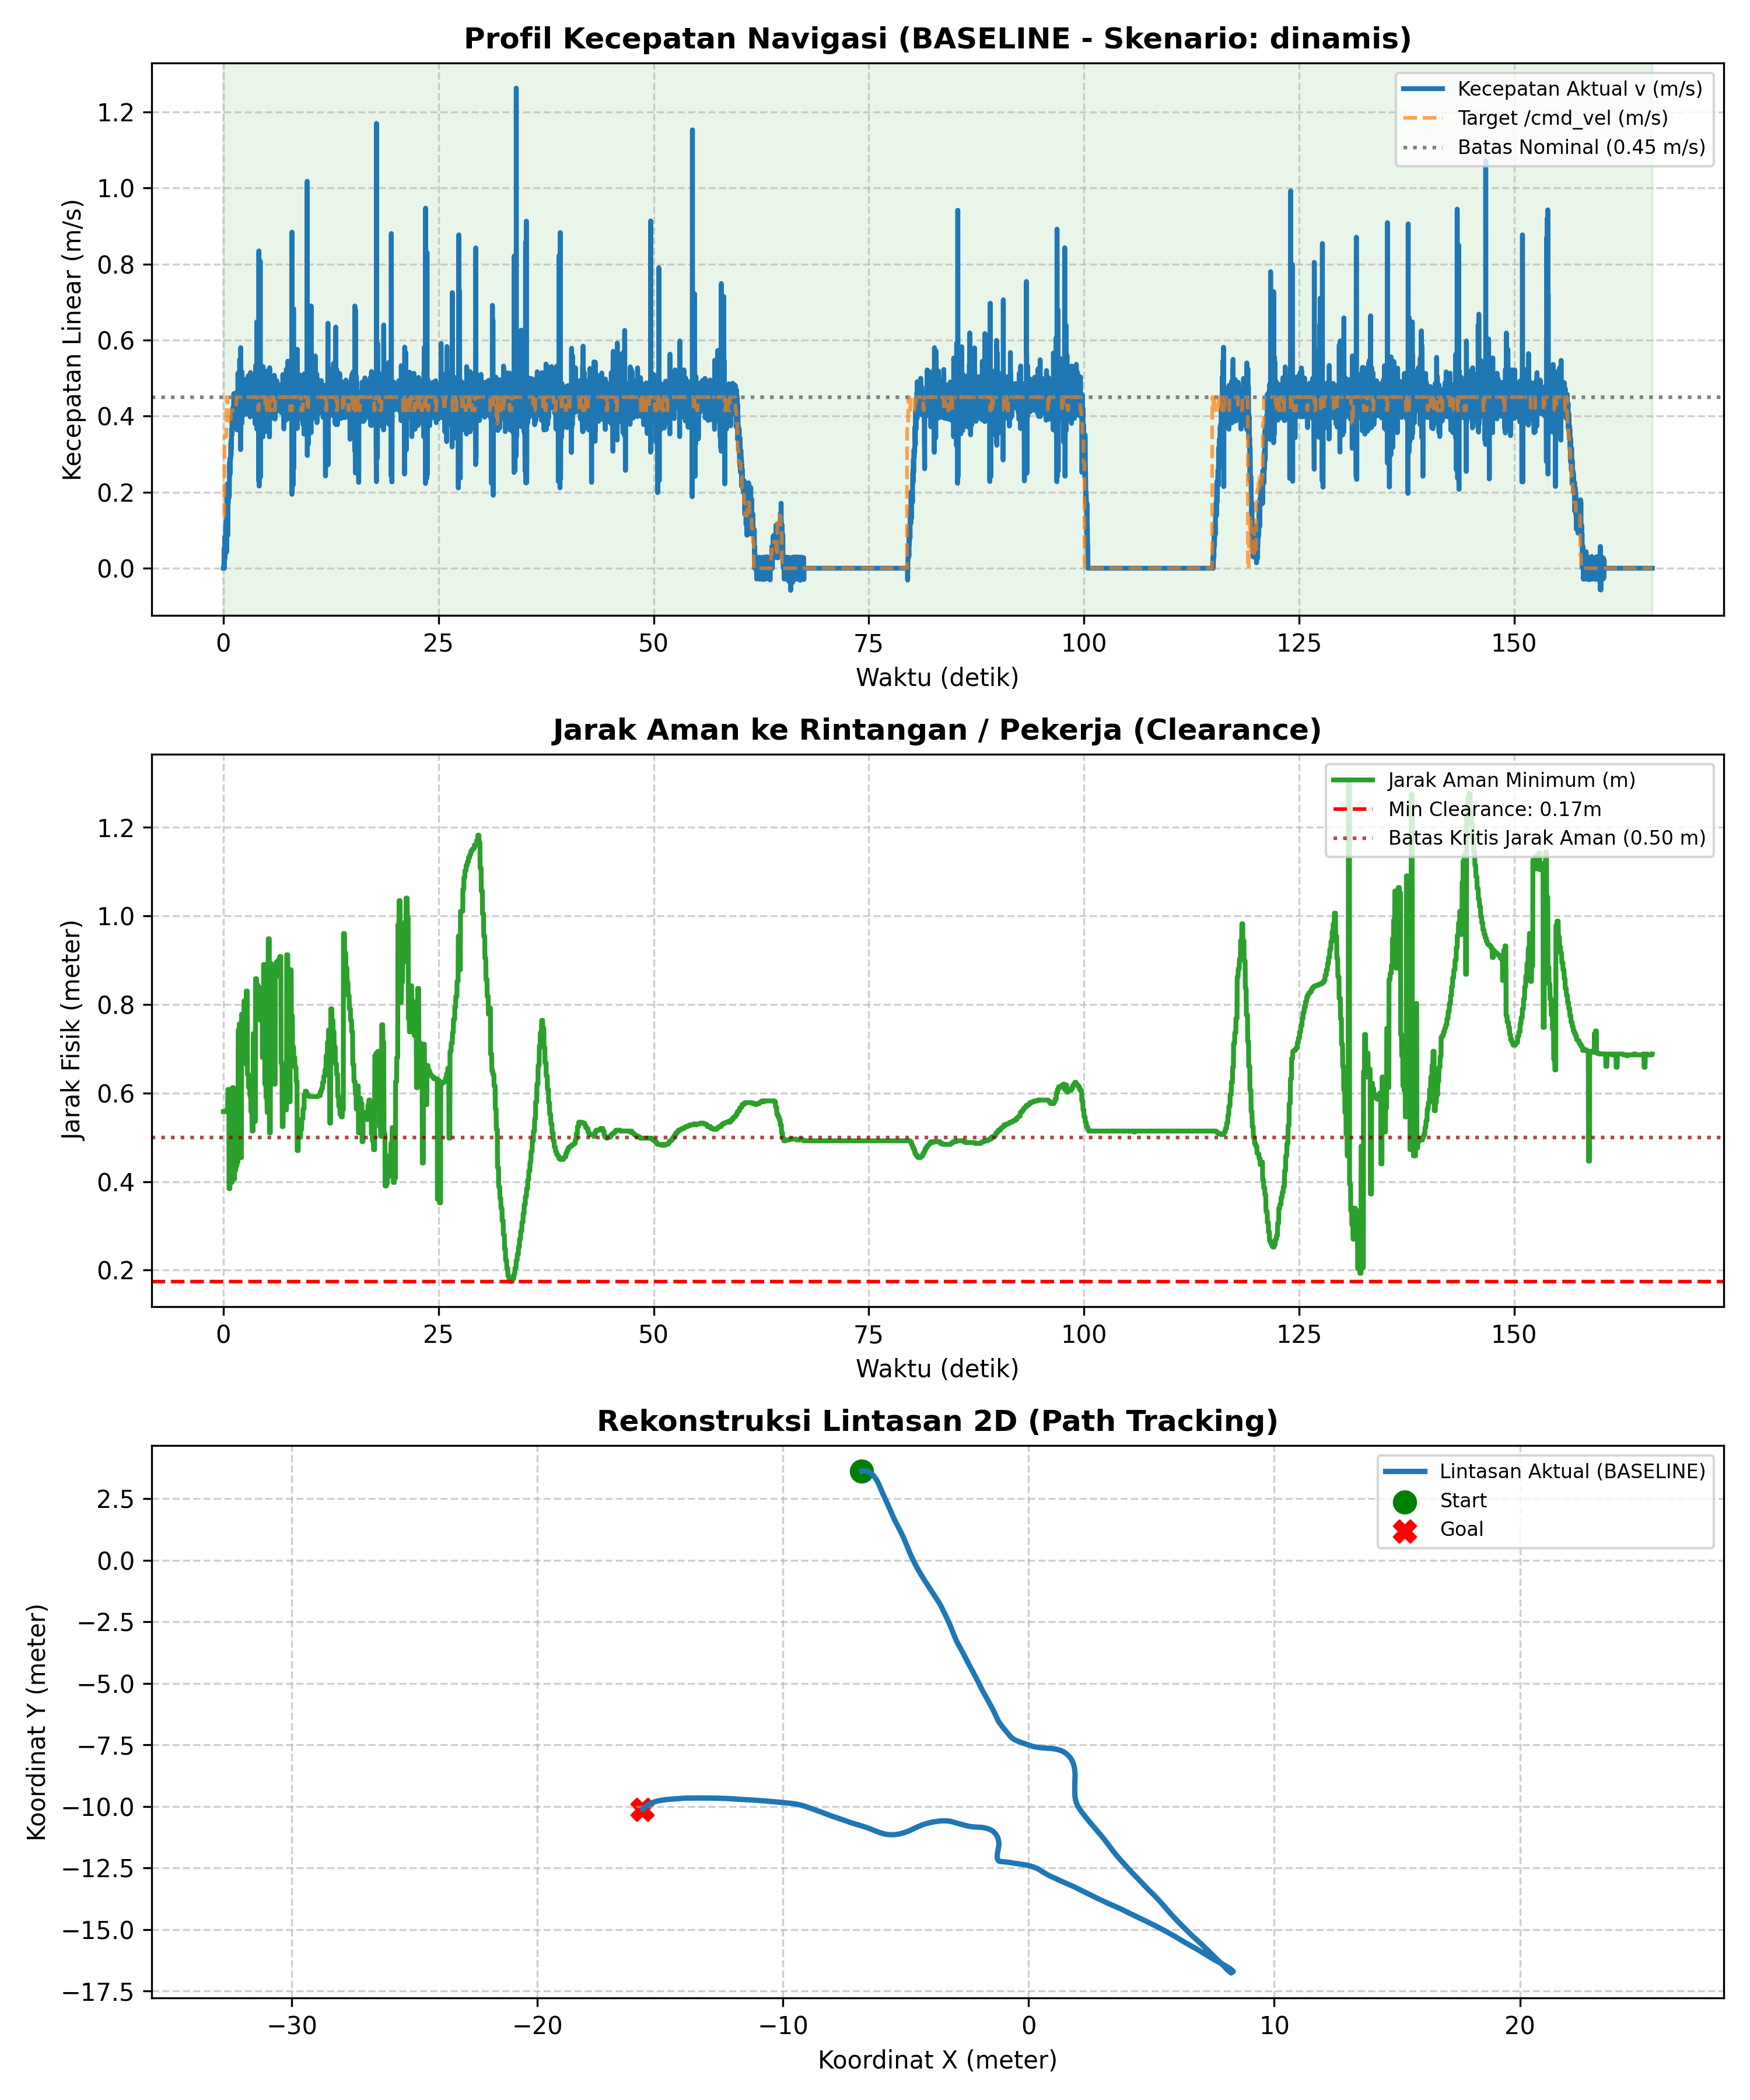 Profil Kecepatan Navigasi (BASELINE - Skenario: dinamis)
Kecepatan Linear (m/s)
1.2
1.0
0.8
0.6
0.4
0.2
0.0
Kecepatan Aktual v (m/s)
Target /cmd_vel (m/s)
Batas Nominal (0.45 m/s)
0 25 50 75 100 125 150
Waktu (detik)
Jarak Aman ke Rintangan / Pekerja (Clearance)
Jarak Fisik (meter)
1.2
1.0
0.8
0.6
0.4
0.2
Jarak Aman Minimum (m)
Min Clearance: 0.17m
Batas Kritis Jarak Aman (0.50 m)
0 25 50 75 100 125 150
Waktu (detik)
Rekonstruksi Lintasan 2D (Path Tracking)
Koordinat Y (meter)
2.5
0.0
−2.5
−5.0
−7.5
−10.0
−12.5
−15.0
−17.5
Lintasan Aktual (BASELINE)
Start
Goal
−30 −20 −10 0 10 20
Koordinat X (meter)